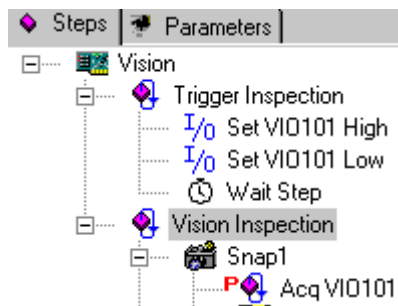 Steps Parameters
Vision
Trigger Inspection
I/O Set VIO101 High
I/O Set VIO101 Low
Wait Step
Vision Inspection
Snap1
P Acq VIO101